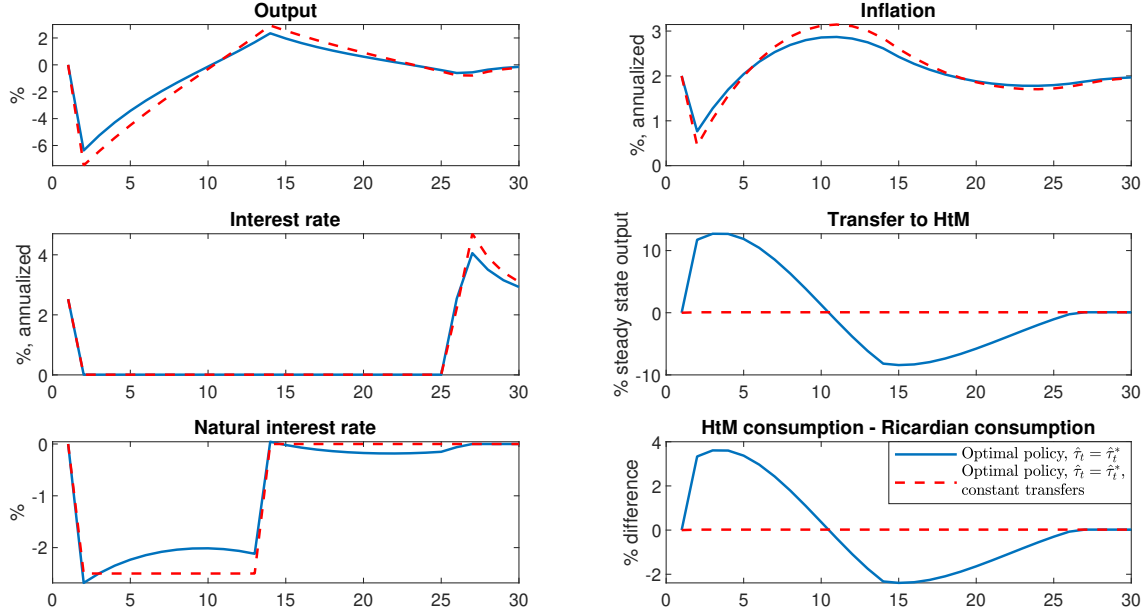 Output
%
2
0
-2
-4
-6
0 5 10 15 20 25 30
Inflation
%, annualized
3
2
1
0
0 5 10 15 20 25 30
Interest rate
%, annualized
4
2
0
0 5 10 15 20 25 30
Transfer to HtM
% steady state output
10
0
-10
0 5 10 15 20 25 30
Natural interest rate
%
0
-1
-2
0 5 10 15 20 25 30
HtM consumption - Ricardian consumption
% difference
4
2
0
-2
0 5 10 15 20 25 30
Optimal policy, τ̂ₜ = τ̂ₜ*
Optimal policy, τ̂ₜ = τ̂ₜ*,
constant transfers